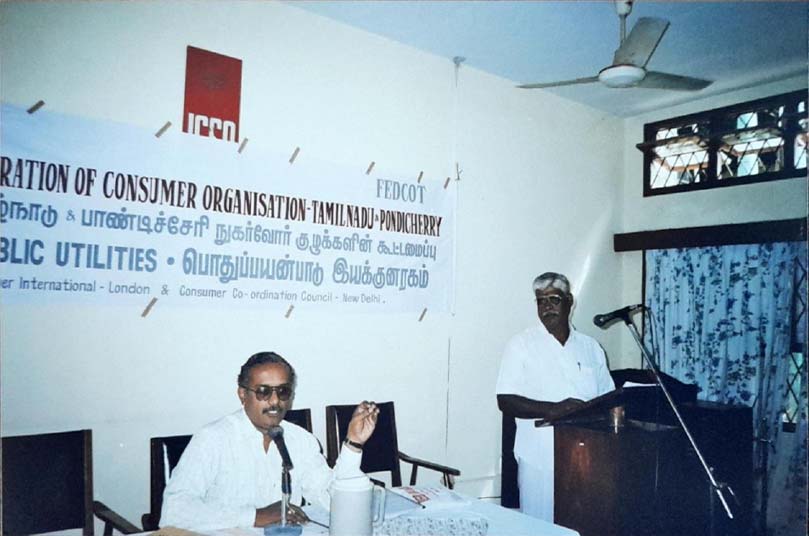 ICSO
FEDCOT
RATION OF CONSUMER ORGANISATION-TAMILNADU & PONDICHERRY
ழ்நாடு & பாண்டிச்சேரி நுகர்வோர் குழுக்களின் கூட்டமைப்பு
BLIC UTILITIES • பொதுப்பயன்பாடு இயக்குனரகம்
er International - London & Consumer Co-ordination Council - New Delhi.